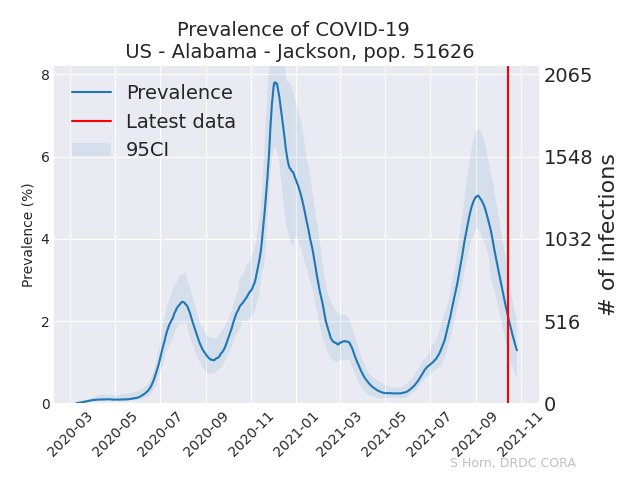 Prevalence of COVID-19
US - Alabama - Jackson, pop. 51626
Prevalence
Latest data
95CI
Prevalence (%)
8
6
4
2
0
2065
1548
1032
516
0
# of infections
2020-03
2020-05
2020-07
2020-09
2020-11
2021-01
2021-03
2021-05
2021-07
2021-09
2021-11
S Horn, DRDC CORA